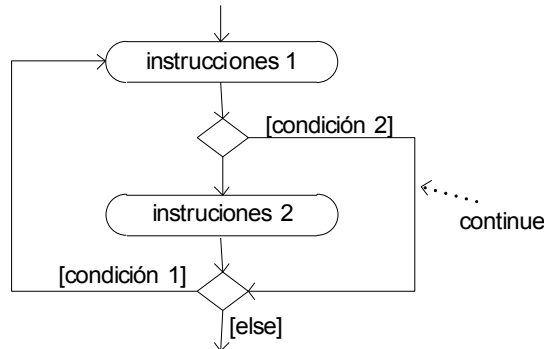 instrucciones 1
[condición 2]
instruciones 2
continue
[condición 1]
[else]